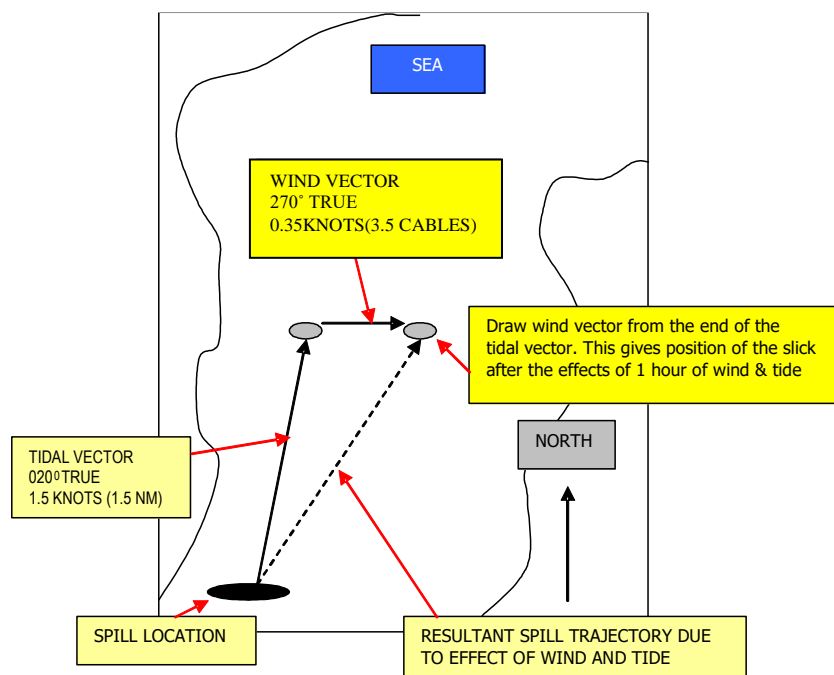 SEA
WIND VECTOR
270˚ TRUE
0.35KNOTS(3.5 CABLES)
Draw wind vector from the end of the
tidal vector. This gives position of the slick
after the effects of 1 hour of wind & tide
NORTH
TIDAL VECTOR
020⁰ TRUE
1.5 KNOTS (1.5 NM)
SPILL LOCATION
RESULTANT SPILL TRAJECTORY DUE
TO EFFECT OF WIND AND TIDE